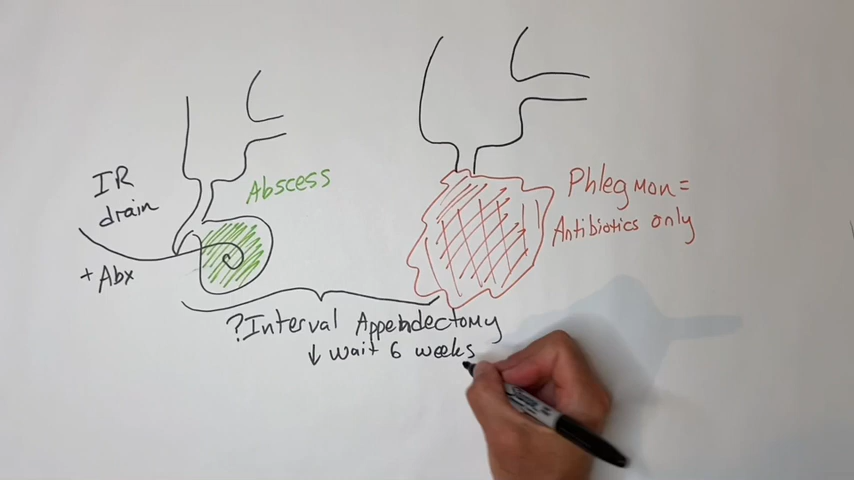 IR
drain
+ Abx
Abscess
Phlegmon =
Antibiotics only
?Interval Appendectomy
↓ wait 6 weeks